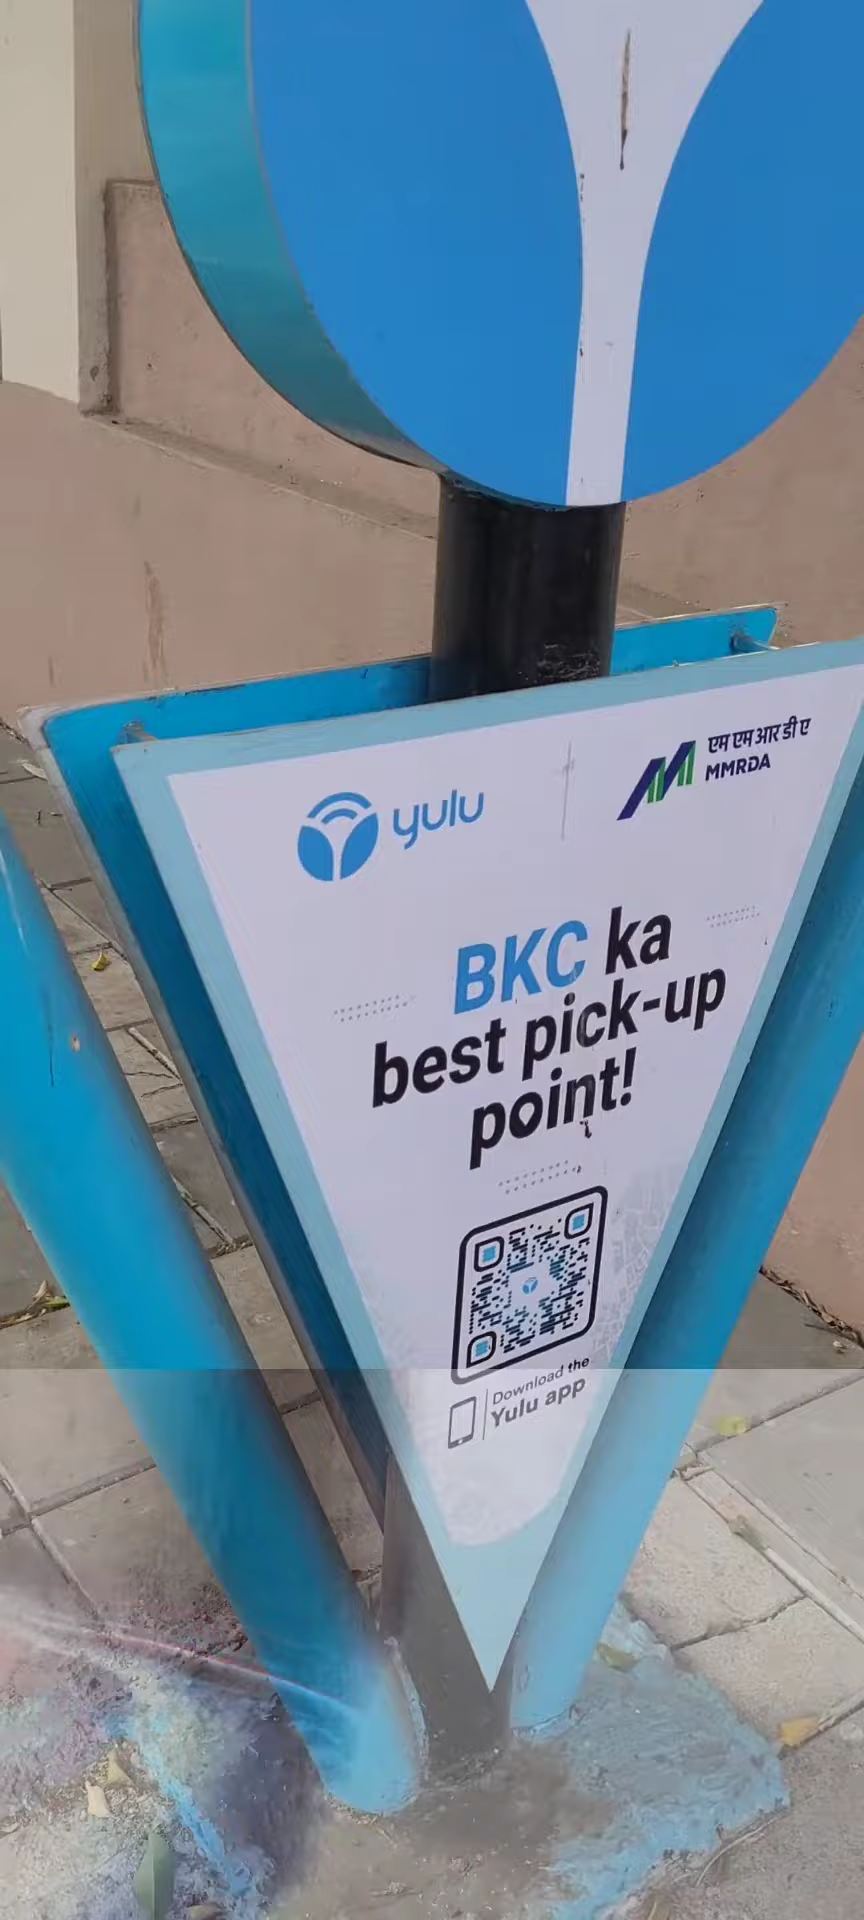 yulu
एम एम आर डी ए
MMRDA
BKC ka
best pick-up
point!
Download the
Yulu app